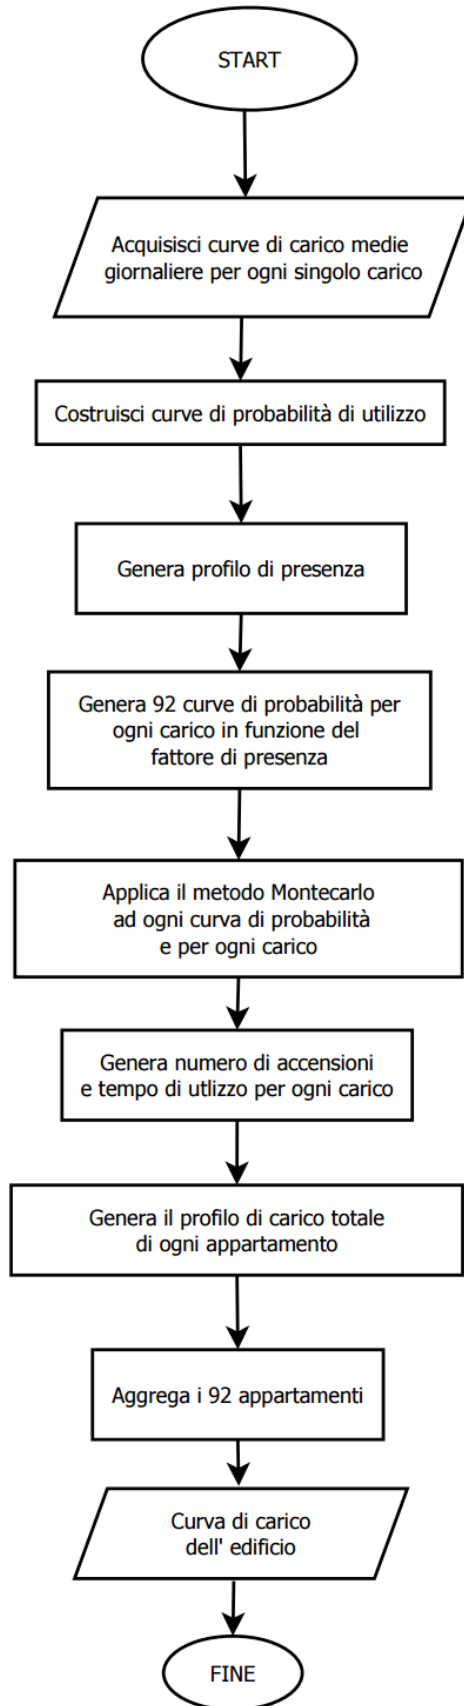 START
Acquisisci curve di carico medie
giornaliere per ogni singolo carico
Costruisci curve di probabilità di utilizzo
Genera profilo di presenza
Genera 92 curve di probabilità per
ogni carico in funzione del
fattore di presenza
Applica il metodo Montecarlo
ad ogni curva di probabilità
e per ogni carico
Genera numero di accensioni
e tempo di utlizzo per ogni carico
Genera il profilo di carico totale
di ogni appartamento
Aggrega i 92 appartamenti
Curva di carico
dell' edificio
FINE